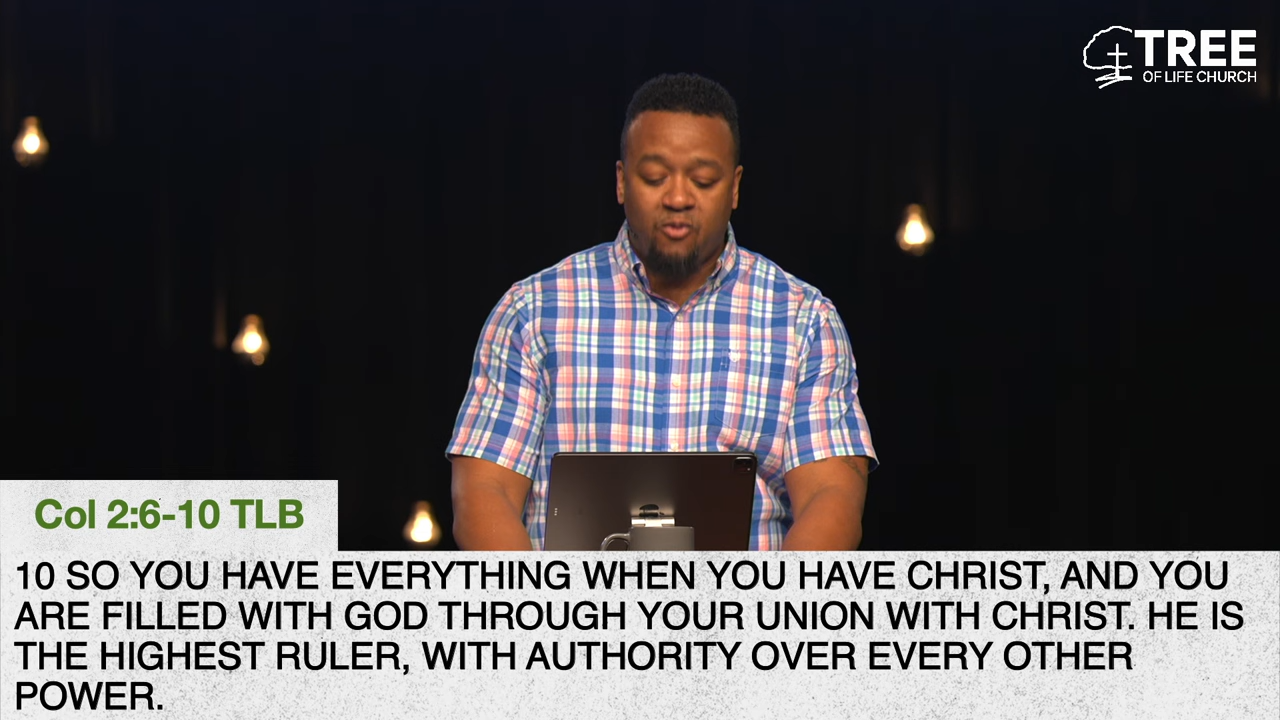 TREE
OF LIFE CHURCH
Col 2:6-10 TLB
10 SO YOU HAVE EVERYTHING WHEN YOU HAVE CHRIST, AND YOU
ARE FILLED WITH GOD THROUGH YOUR UNION WITH CHRIST. HE IS
THE HIGHEST RULER, WITH AUTHORITY OVER EVERY OTHER
POWER.